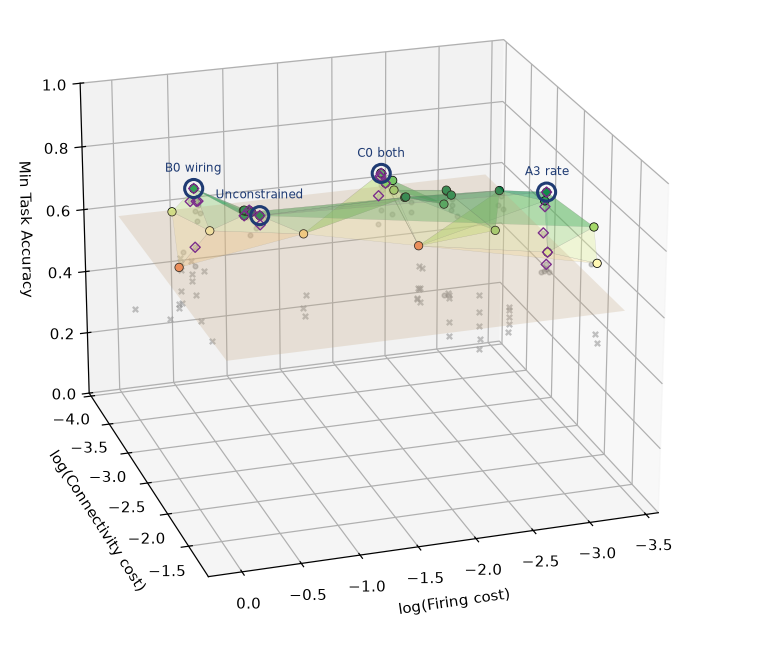 1.0
0.8
0.6
0.4
0.2
0.0
Min Task Accuracy
B0 wiring
Unconstrained
C0 both
A3 rate
−4.0
−3.5
−3.0
−2.5
−2.0
−1.5
log(Connectivity cost)
0.0
−0.5
−1.0
−1.5
−2.0
−2.5
−3.0
−3.5
log(Firing cost)